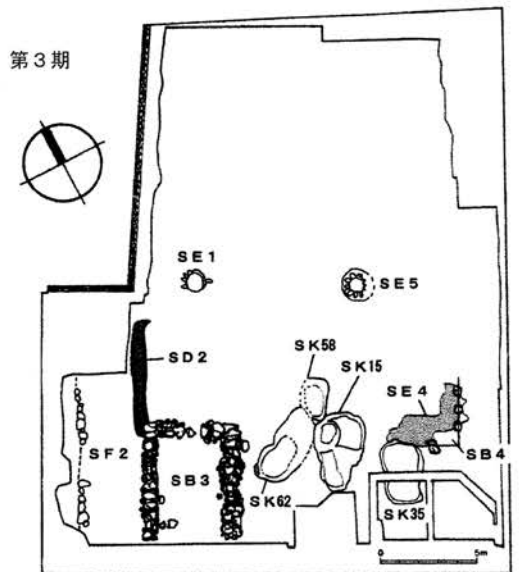 第3期
SE1
SE5
SK58
SK15
SD2
SE4
SF2
SB3
SB4
SK62
SK35
0
5m